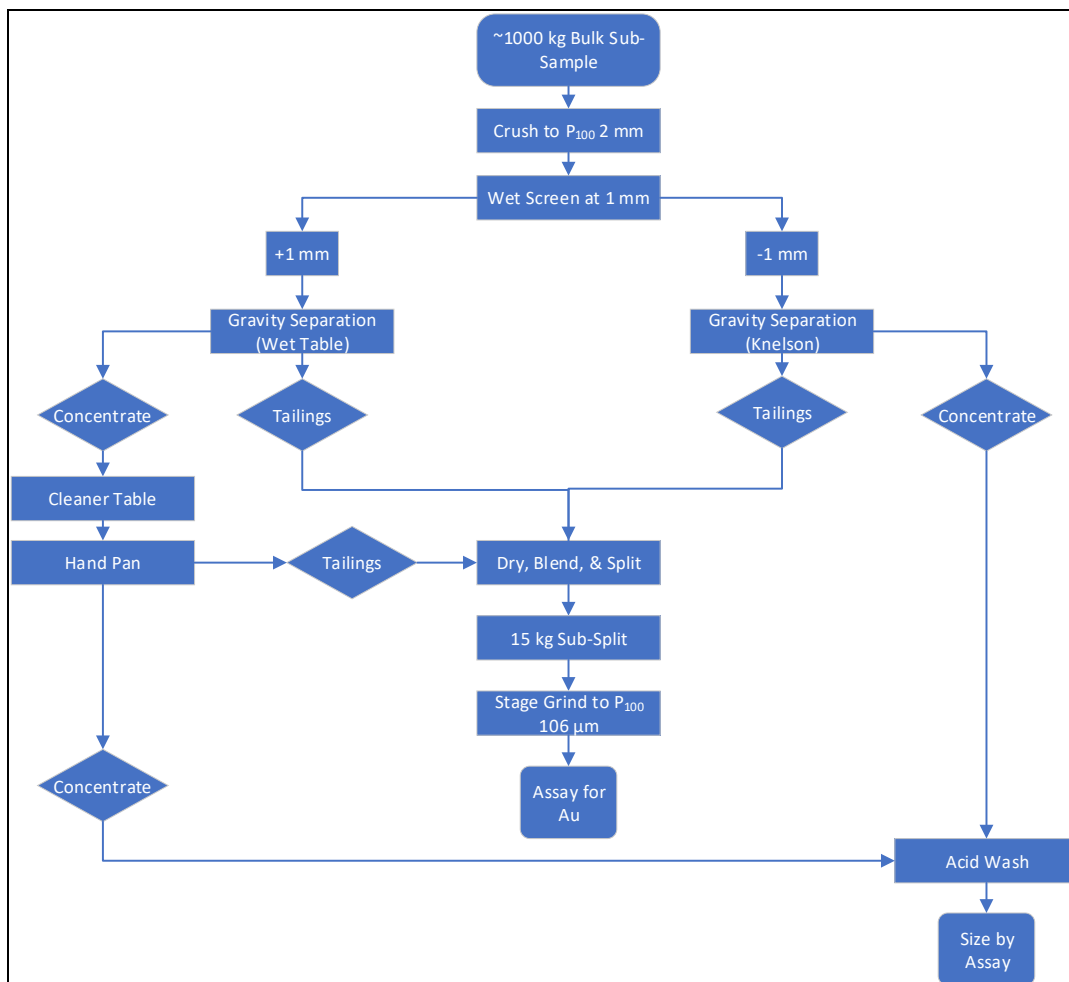 ~1000 kg Bulk Sub-
Sample
Crush to P₁₀₀ 2 mm
Wet Screen at 1 mm
+1 mm
-1 mm
Gravity Separation
(Wet Table)
Gravity Separation
(Knelson)
Concentrate
Tailings
Tailings
Concentrate
Cleaner Table
Hand Pan
Tailings
Dry, Blend, & Split
15 kg Sub-Split
Stage Grind to P₁₀₀
106 µm
Concentrate
Assay for
Au
Acid Wash
Size by
Assay